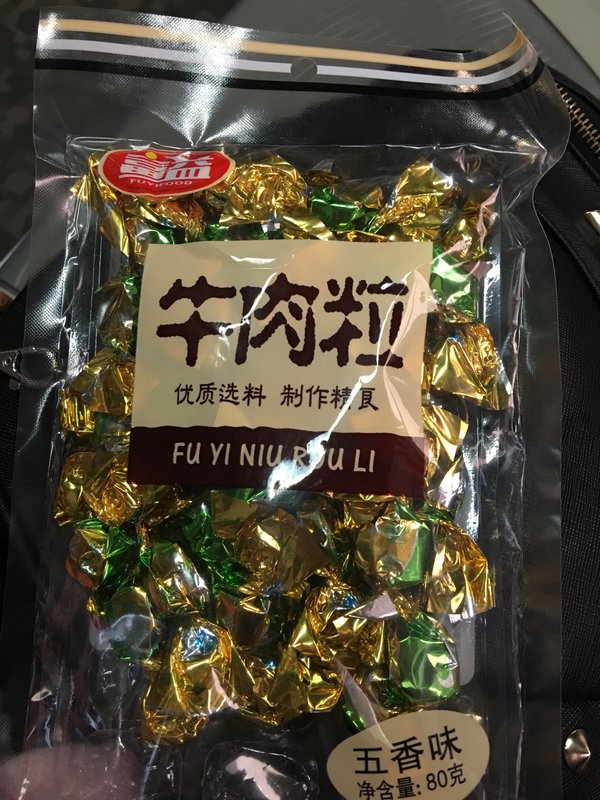 富益
FUYIFOOD
牛肉粒
优质选料 制作精良
FU YI NIU ROU LI
五香味
净含量: 80克